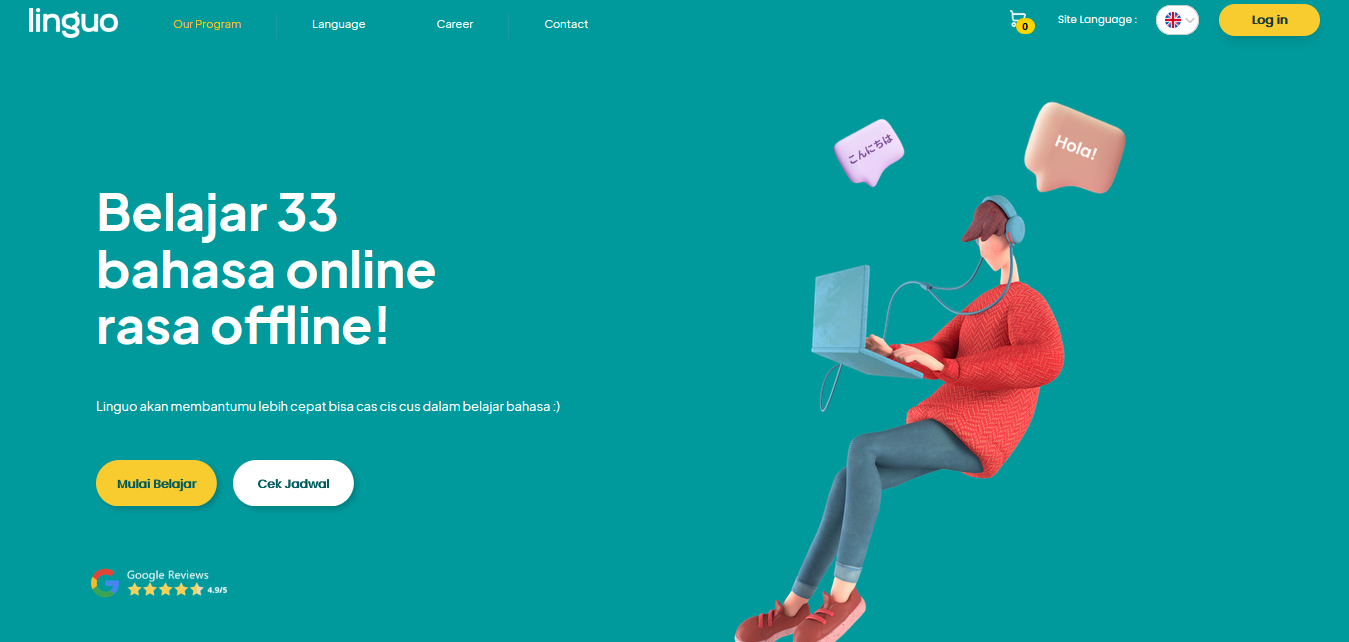 linguo
Our Program
Language
Career
Contact
0
Site Language :
Log in
こんにちは
Hola!
Belajar 33
bahasa online
rasa offline!
Linguo akan membantumu lebih cepat bisa cas cis cus dalam belajar bahasa :)
Mulai Belajar
Cek Jadwal
Google Reviews
4.9/5